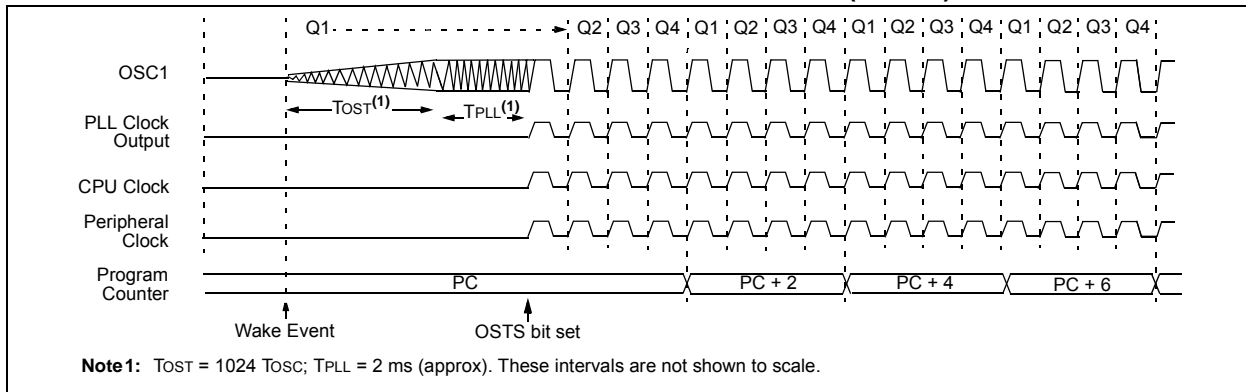 Q1 Q2 Q3 Q4 Q1 Q2 Q3 Q4 Q1 Q2 Q3 Q4 Q1 Q2 Q3 Q4
OSC1
TOST(1) TPLL(1)
PLL Clock
Output
CPU Clock
Peripheral
Clock
Program
Counter
PC PC + 2 PC + 4 PC + 6
Wake Event OSTS bit set
Note1: TOST = 1024 TOSC; TPLL = 2 ms (approx). These intervals are not shown to scale.